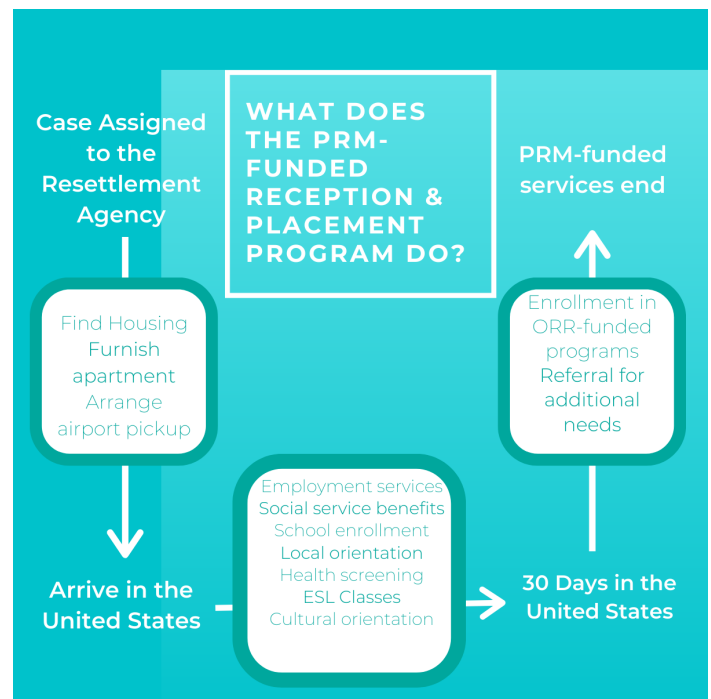 WHAT DOES
THE PRM-
FUNDED
RECEPTION &
PLACEMENT
PROGRAM DO?
Case Assigned
to the
Resettlement
Agency
Find Housing
Furnish
apartment
Arrange
airport pickup
Arrive in the
United States
Employment services
Social service benefits
School enrollment
Local orientation
Health screening
ESL Classes
Cultural orientation
30 Days in the
United States
Enrollment in
ORR-funded
programs
Referral for
additional
needs
PRM-funded
services end